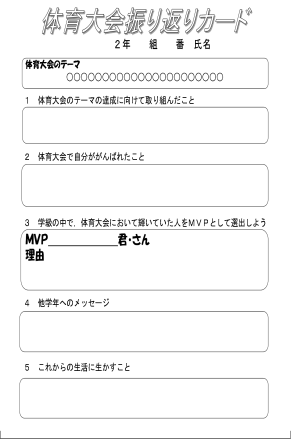 体育大会振り返りカード
2年　組　番　氏名
体育大会のテーマ
○○○○○○○○○○○○○○○○○○○○○○
1　体育大会のテーマの達成に向けて取り組んだこと
2　体育大会で自分ががんばれたこと
3　学級の中で，体育大会において輝いていた人をMVPとして選出しよう
MVP____________君・さん
理由
4　他学年へのメッセージ
5　これからの生活に生かすこと